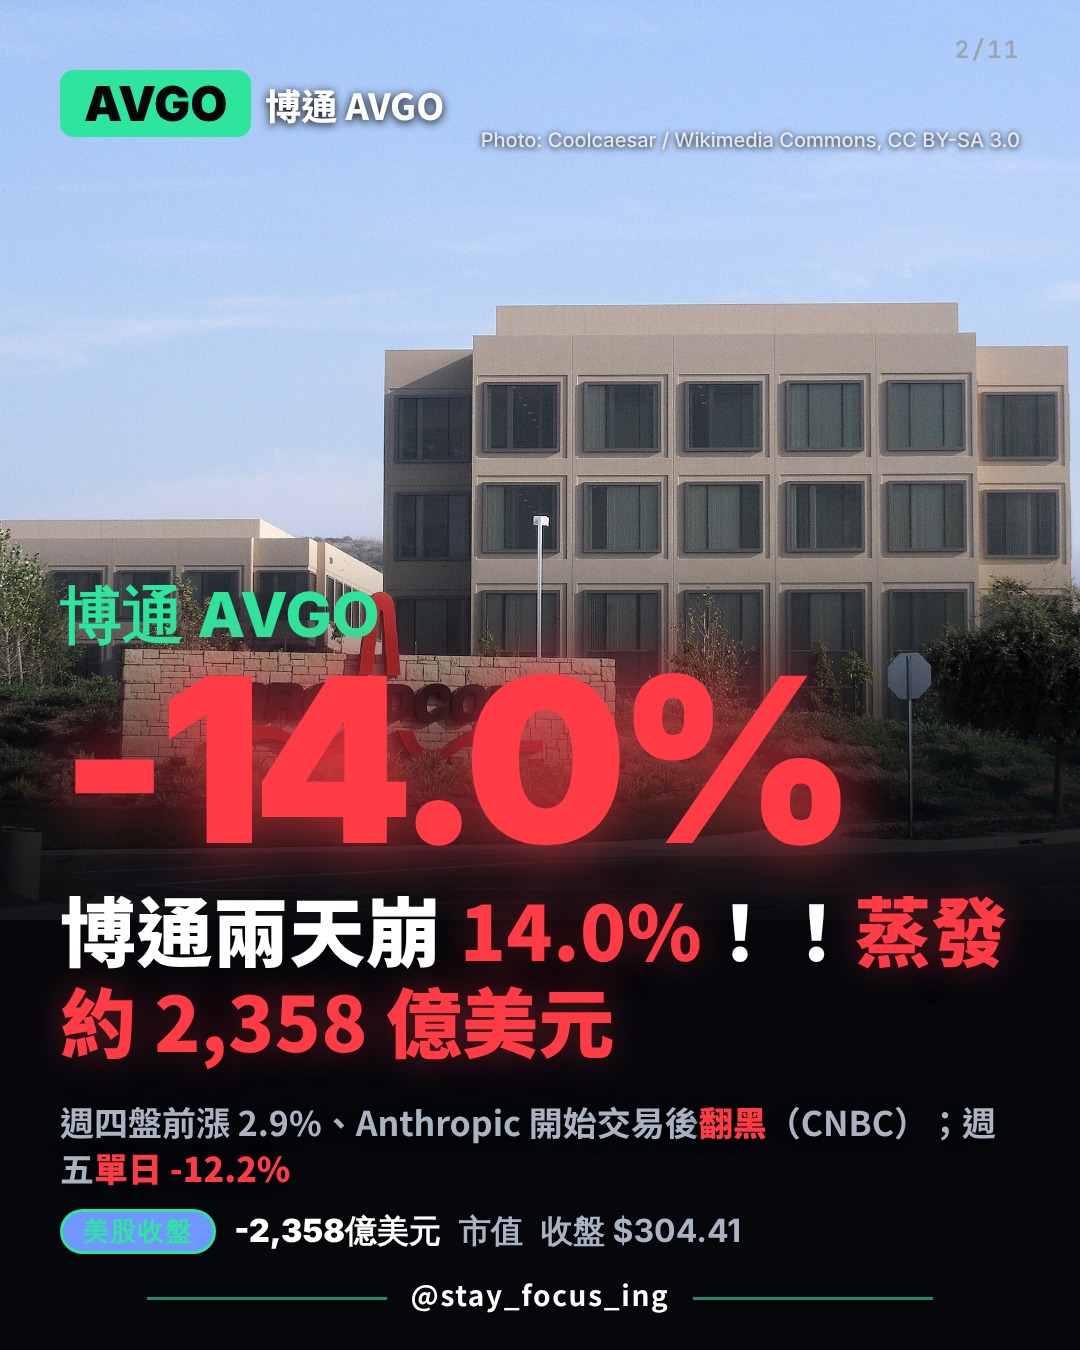 2/11
AVGO 博通 AVGO
Photo: Coolcaesar / Wikimedia Commons, CC BY-SA 3.0
博通 AVGO
-14.0%
博通兩天崩 14.0%！！蒸發
約 2,358 億美元
週四盤前漲 2.9%、Anthropic 開始交易後翻黑（CNBC）；週
五單日 -12.2%
美股收盤 -2,358億美元 市值 收盤 $304.41
@stay_focus_ing